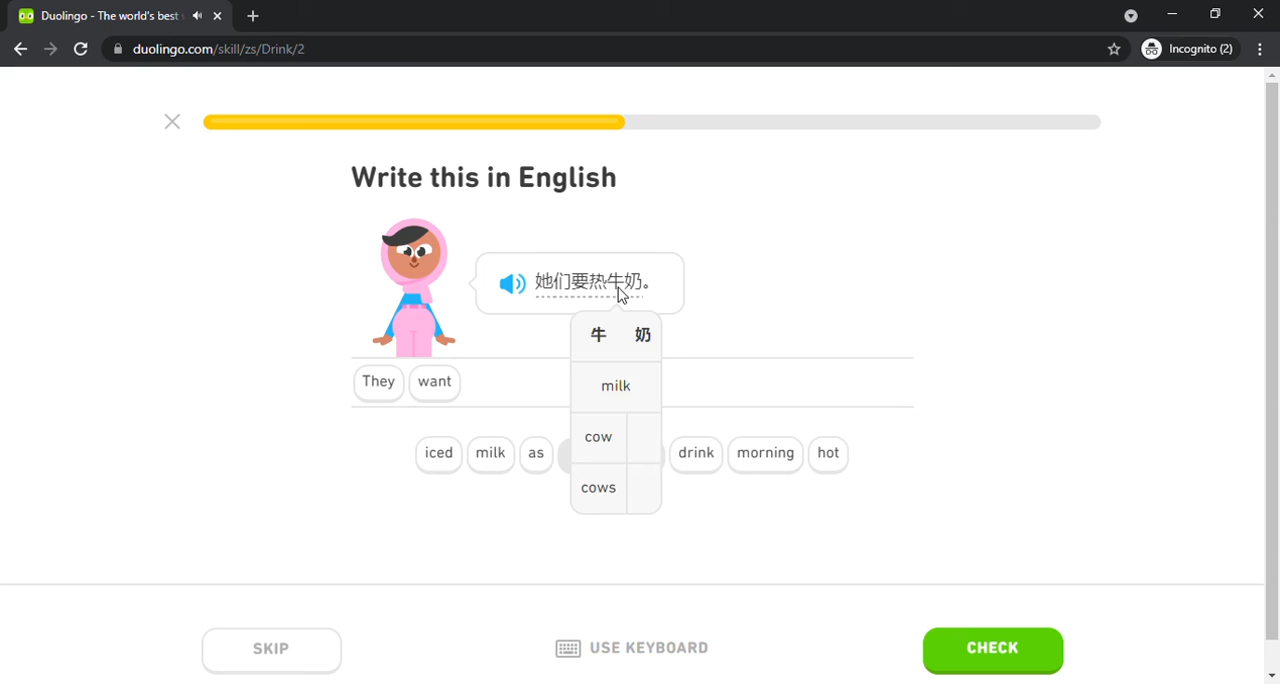 Duolingo - The world's best
duolingo.com/skill/zs/Drink/2
Incognito (2)
Write this in English
她们要热牛奶。
牛 奶
milk
cow
cows
They want
iced milk as drink morning hot
SKIP
USE KEYBOARD
CHECK